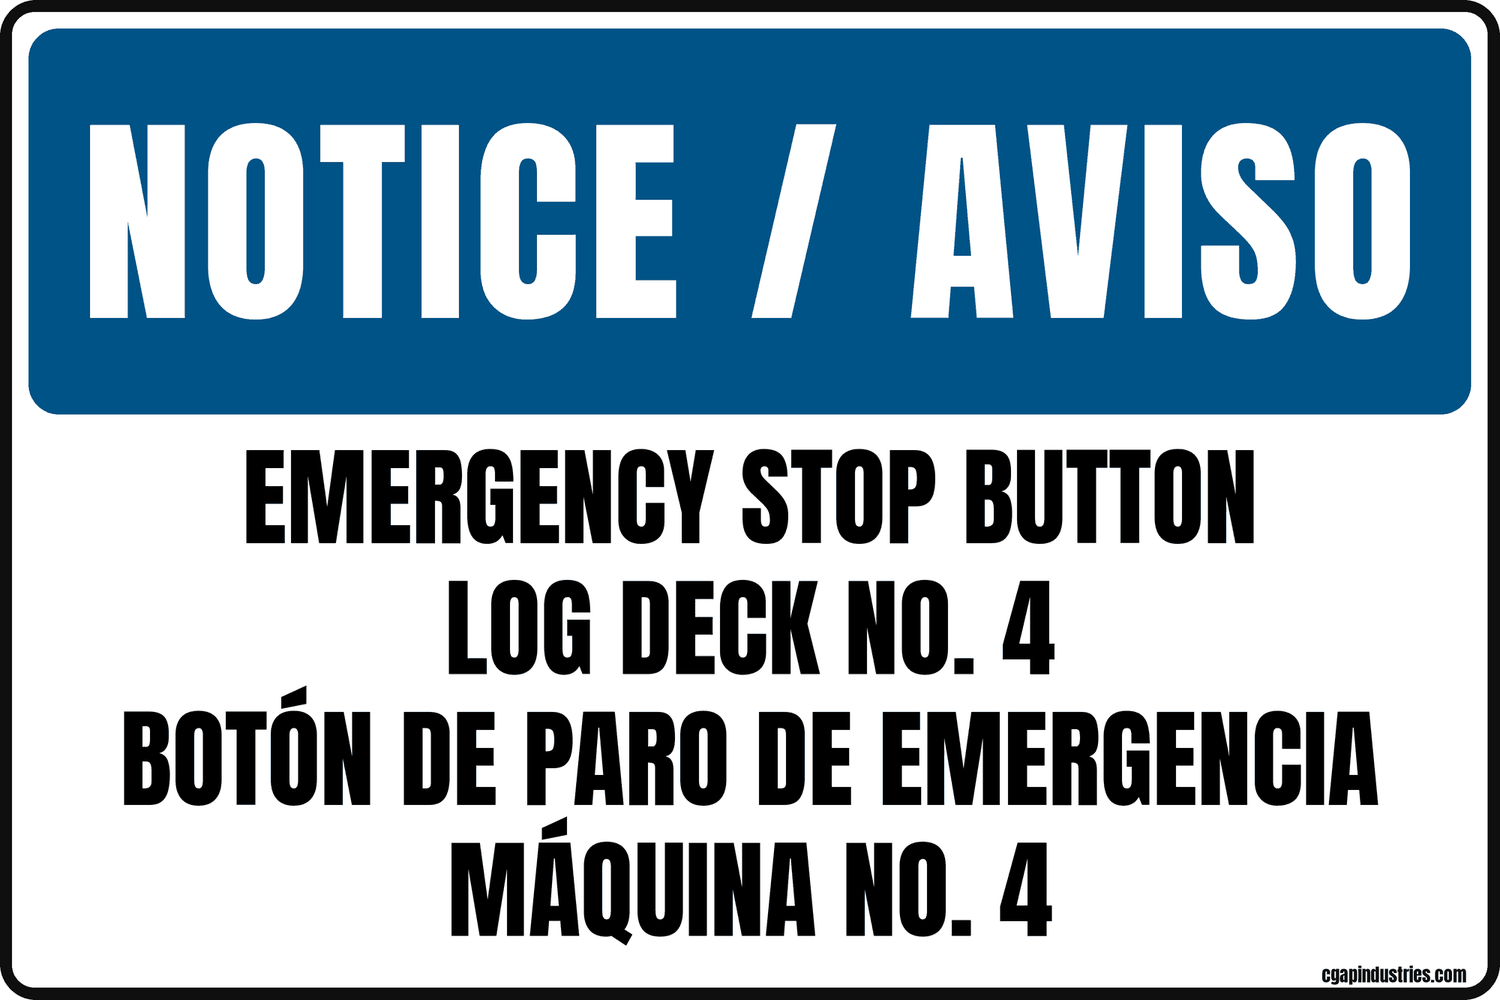 NOTICE / AVISO
EMERGENCY STOP BUTTON
LOG DECK NO. 4
BOTÓN DE PARO DE EMERGENCIA
MÁQUINA NO. 4
cgapindustries.com